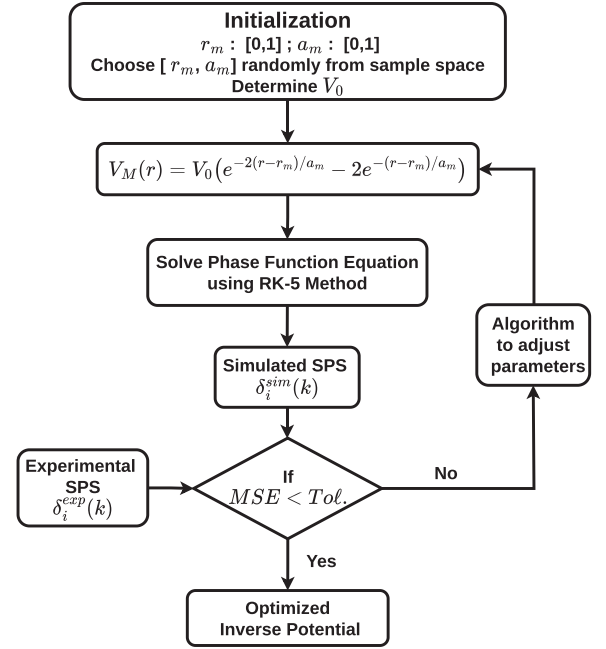 Initialization
r_m : [0,1] ; a_m : [0,1]
Choose [ r_m, a_m] randomly from sample space
Determine V_0
V_M(r) = V_0(e^{-2(r-r_m)/a_m} − 2e^{-(r-r_m)/a_m})
Solve Phase Function Equation
using RK-5 Method
Algorithm
to adjust
parameters
Simulated SPS
δ_i^{sim}(k)
Experimental
SPS
δ_i^{exp}(k)
If
MSE < Tol.
No
Yes
Optimized
Inverse Potential